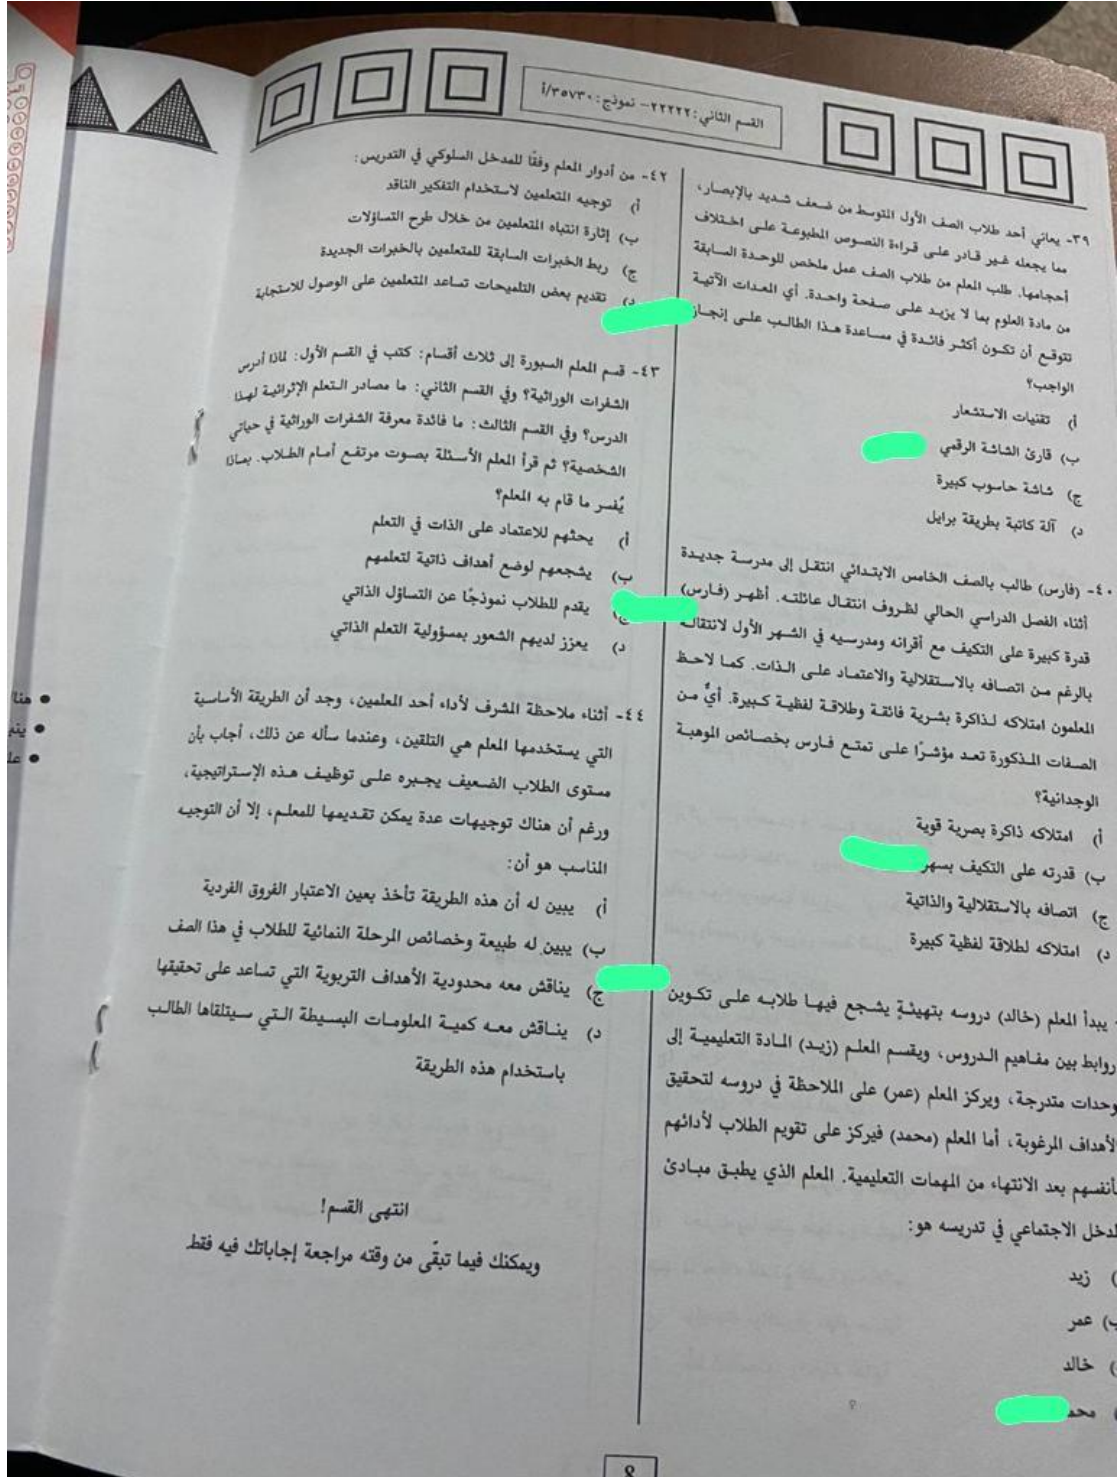 القسم الثاني: ٢٢٢٢٢ – نموذج: ٣٥٧٣٠/أ
٣٩- يعاني أحد طلاب الصف الأول المتوسط من ضعف شديد بالإبصار،
مما يجعله غير قادر على قراءة النصوص المطبوعة على اختلاف
أحجامها. طلب المعلم من طلاب الصف عمل ملخص للوحدة السابقة
من مادة العلوم بما لا يزيد على صفحة واحدة. أي المعدات الآتية
تتوقع أن تكون أكثر فائدة في مساعدة هذا الطالب على إنجاز
الواجب؟
أ) تقنيات الاستشعار
ب) قارئ الشاشة الرقمي
ج) شاشة حاسوب كبيرة
د) آلة كاتبة بطريقة برايل
٤٠- (فارس) طالب بالصف الخامس الابتدائي انتقل إلى مدرسة جديدة
أثناء الفصل الدراسي الحالي لظروف انتقال عائلته. أظهر (فارس)
قدرة كبيرة على التكيف مع أقرانه ومدرسيه في الشهر الأول لانتقاله
بالرغم من اتصافه بالاستقلالية والاعتماد على الذات. كما لاحظ
المعلمون امتلاكه لذاكرة بشرية فائقة وطلاقة لفظية كبيرة. أيٌّ من
الصفات المذكورة تعد مؤشرًا على تمتع فارس بخصائص الموهبة
الوجدانية؟
أ) امتلاكه ذاكرة بصرية قوية
ب) قدرته على التكيف بسهر
ج) اتصافه بالاستقلالية والذاتية
د) امتلاكه لطلاقة لفظية كبيرة
يبدأ المعلم (خالد) دروسه بتهيئةٍ يشجع فيها طلابه على تكوين
روابط بين مفاهيم الدروس، ويقسم المعلم (زيد) المادة التعليمية إلى
وحدات متدرجة، ويركز المعلم (عمر) على الملاحظة في دروسه لتحقيق
لأهداف المرغوبة، أما المعلم (محمد) فيركز على تقويم الطلاب لأدائهم
بأنفسهم بعد الانتهاء من المهمات التعليمية. المعلم الذي يطبق مبادئ
لدخل الاجتماعي في تدريسه هو:
) زيد
ب) عمر
) خالد
) محمـ
٤٢- من أدوار المعلم وفقًا للمدخل السلوكي في التدريس:
أ) توجيه المتعلمين لاستخدام التفكير الناقد
ب) إثارة انتباه المتعلمين من خلال طرح التساؤلات
ج) ربط الخبرات السابقة للمتعلمين بالخبرات الجديدة
د) تقديم بعض التلميحات تساعد المتعلمين على الوصول للاستجابة
٤٣- قسم المعلم السبورة إلى ثلاث أقسام: كتب في القسم الأول: لماذا أدرس
الشفرات الوراثية؟ وفي القسم الثاني: ما مصادر التعلم الإثرائية لهذا
الدرس؟ وفي القسم الثالث: ما فائدة معرفة الشفرات الوراثية في حياتي
الشخصية؟ ثم قرأ المعلم الأسئلة بصوت مرتفع أمام الطلاب. بماذا
يُفسر ما قام به المعلم؟
أ) يحثهم للاعتماد على الذات في التعلم
ب) يشجعهم لوضع أهداف ذاتية لتعلمهم
ج) يقدم للطلاب نموذجًا عن التساؤل الذاتي
د) يعزز لديهم الشعور بمسؤولية التعلم الذاتي
٤٤- أثناء ملاحظة المشرف لأداء أحد المعلمين، وجد أن الطريقة الأساسية
التي يستخدمها المعلم هي التلقين، وعندما سأله عن ذلك، أجاب بأن
مستوى الطلاب الضعيف يجبره على توظيف هذه الإستراتيجية،
ورغم أن هناك توجيهات عدة يمكن تقديمها للمعلم، إلا أن التوجيه
المناسب هو أن:
أ) يبين له أن هذه الطريقة تأخذ بعين الاعتبار الفروق الفردية
ب) يبين له طبيعة وخصائص المرحلة النمائية للطلاب في هذا الصف
ج) يناقش معه محدودية الأهداف التربوية التي تساعد على تحقيقها
د) يناقش معه كمية المعلومات البسيطة التي سيتلقاها الطالب
باستخدام هذه الطريقة
انتهى القسم!
ويمكنك فيما تبقّى من وقته مراجعة إجاباتك فيه فقط
8